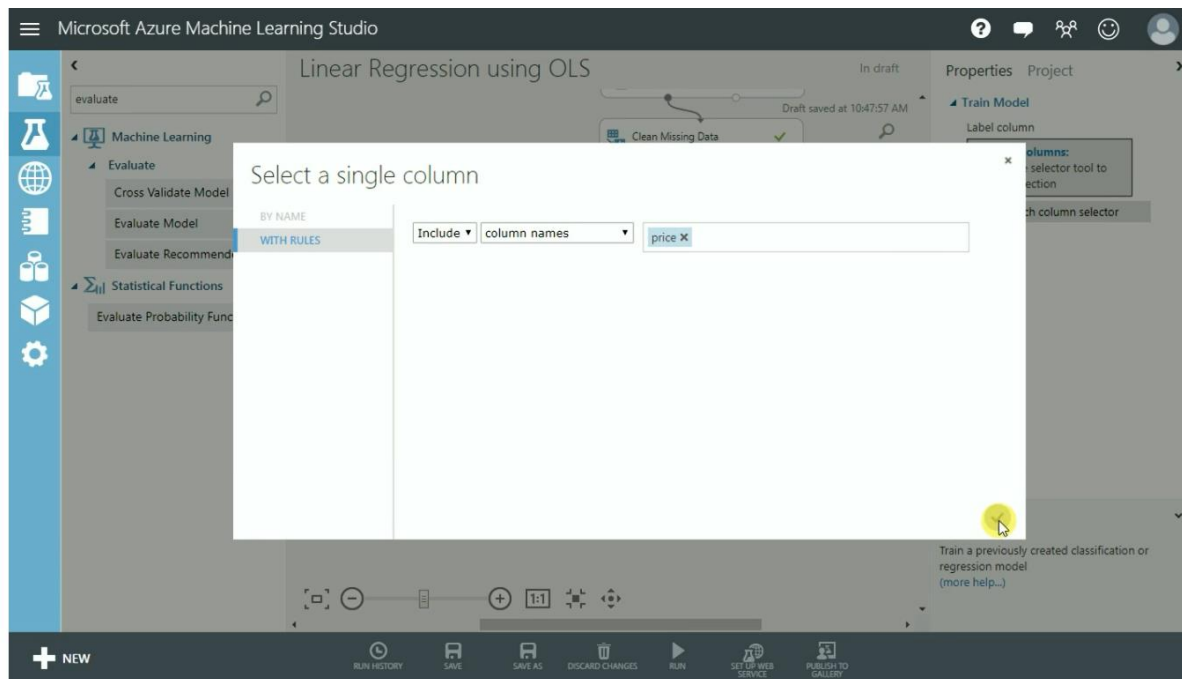 Microsoft Azure Machine Learning Studio
?
evaluate
Machine Learning
Evaluate
Cross Validate Model
Evaluate Model
Evaluate Recommend
Statistical Functions
Evaluate Probability Func
Linear Regression using OLS
In draft
Draft saved at 10:47:57 AM
Clean Missing Data
Properties Project
Train Model
Label column
olumns:
selector tool to
ection
ch column selector
Select a single column
BY NAME
WITH RULES
Include column names price
Train a previously created classification or
regression model
(more help...)
1:1
NEW
RUN HISTORY
SAVE
SAVE AS
DISCARD CHANGES
RUN
SET UP WEB
SERVICE
PUBLISH TO
GALLERY